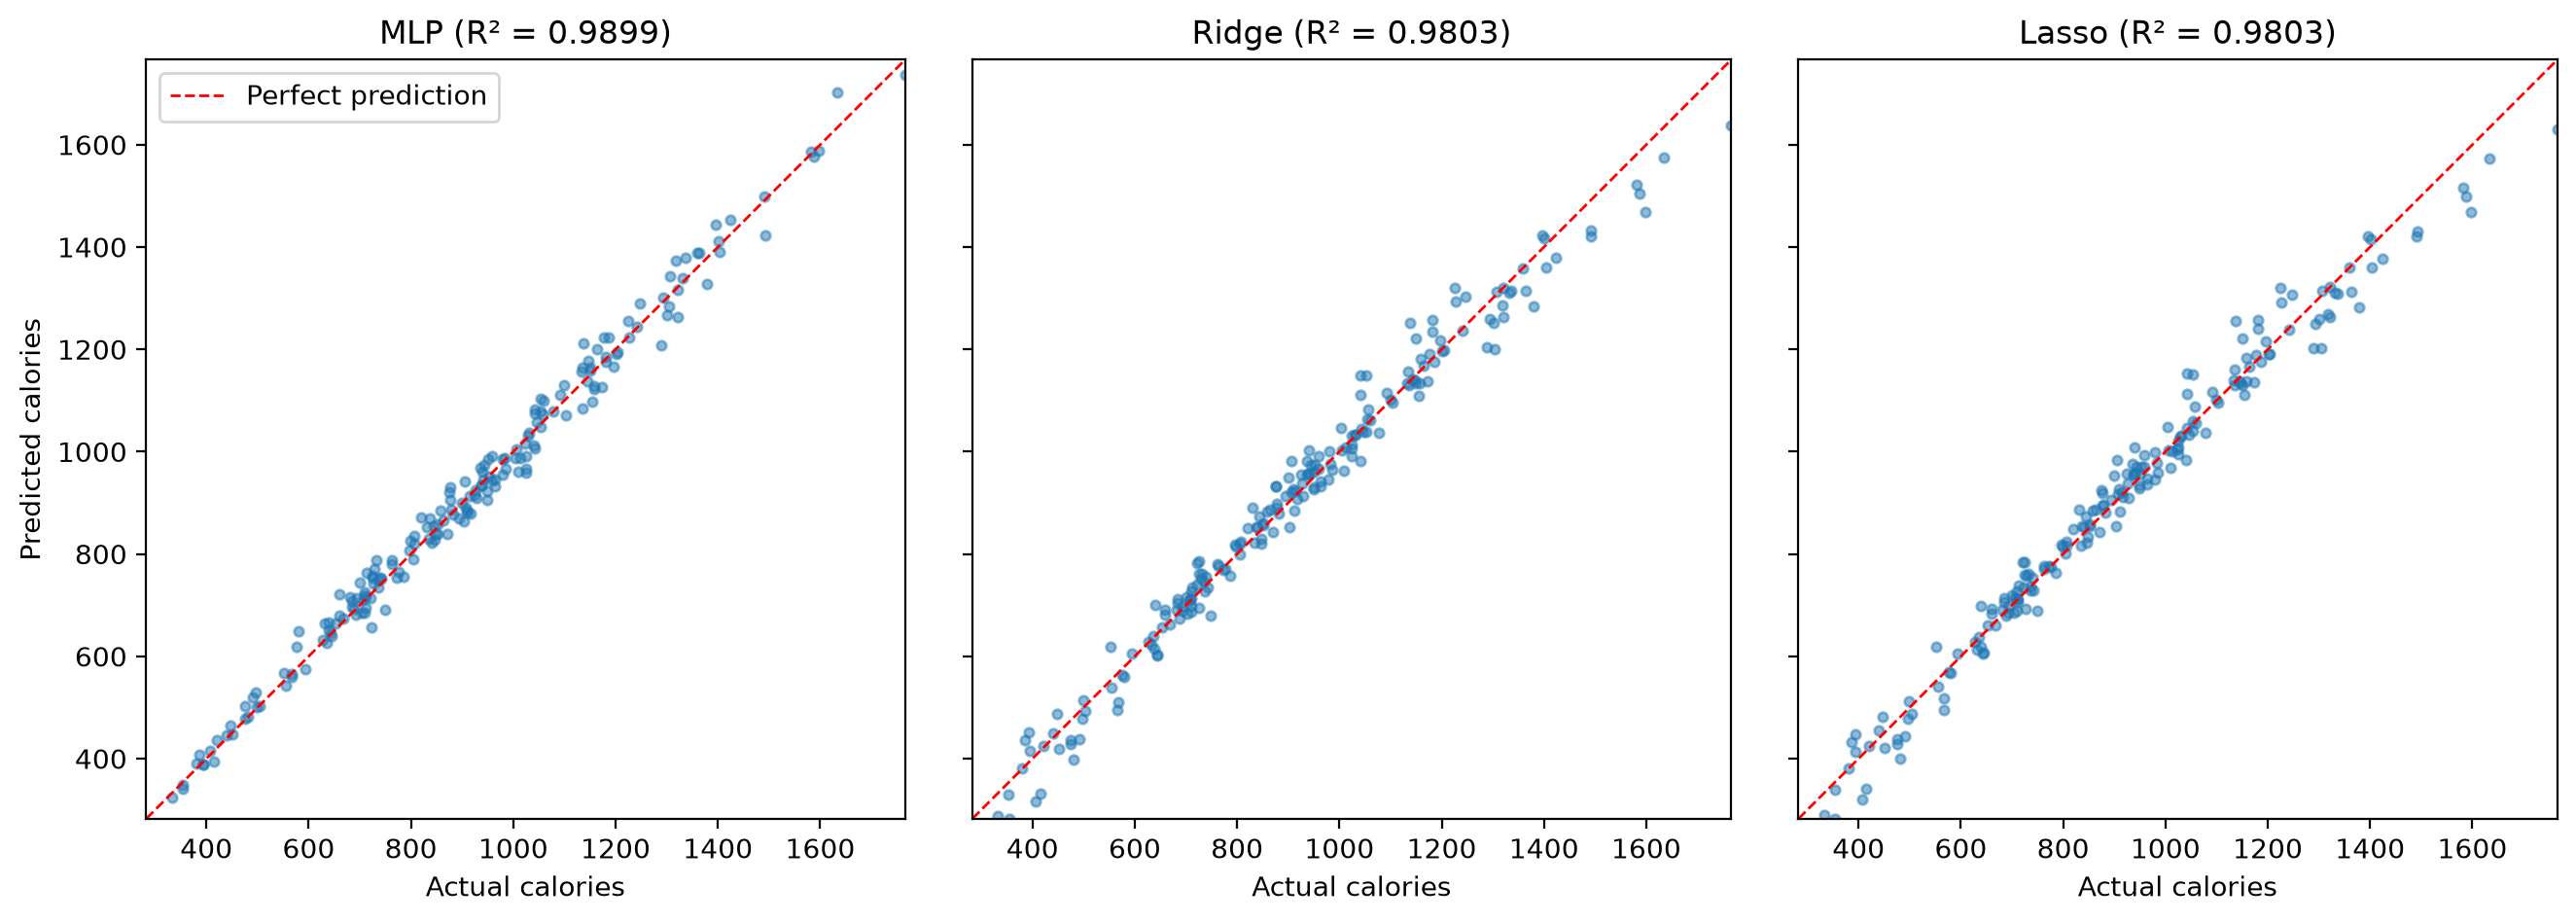 MLP (R² = 0.9899)
Ridge (R² = 0.9803)
Lasso (R² = 0.9803)
Perfect prediction
Predicted calories
1600
1400
1200
1000
800
600
400
400 600 800 1000 1200 1400 1600
400 600 800 1000 1200 1400 1600
400 600 800 1000 1200 1400 1600
Actual calories
Actual calories
Actual calories